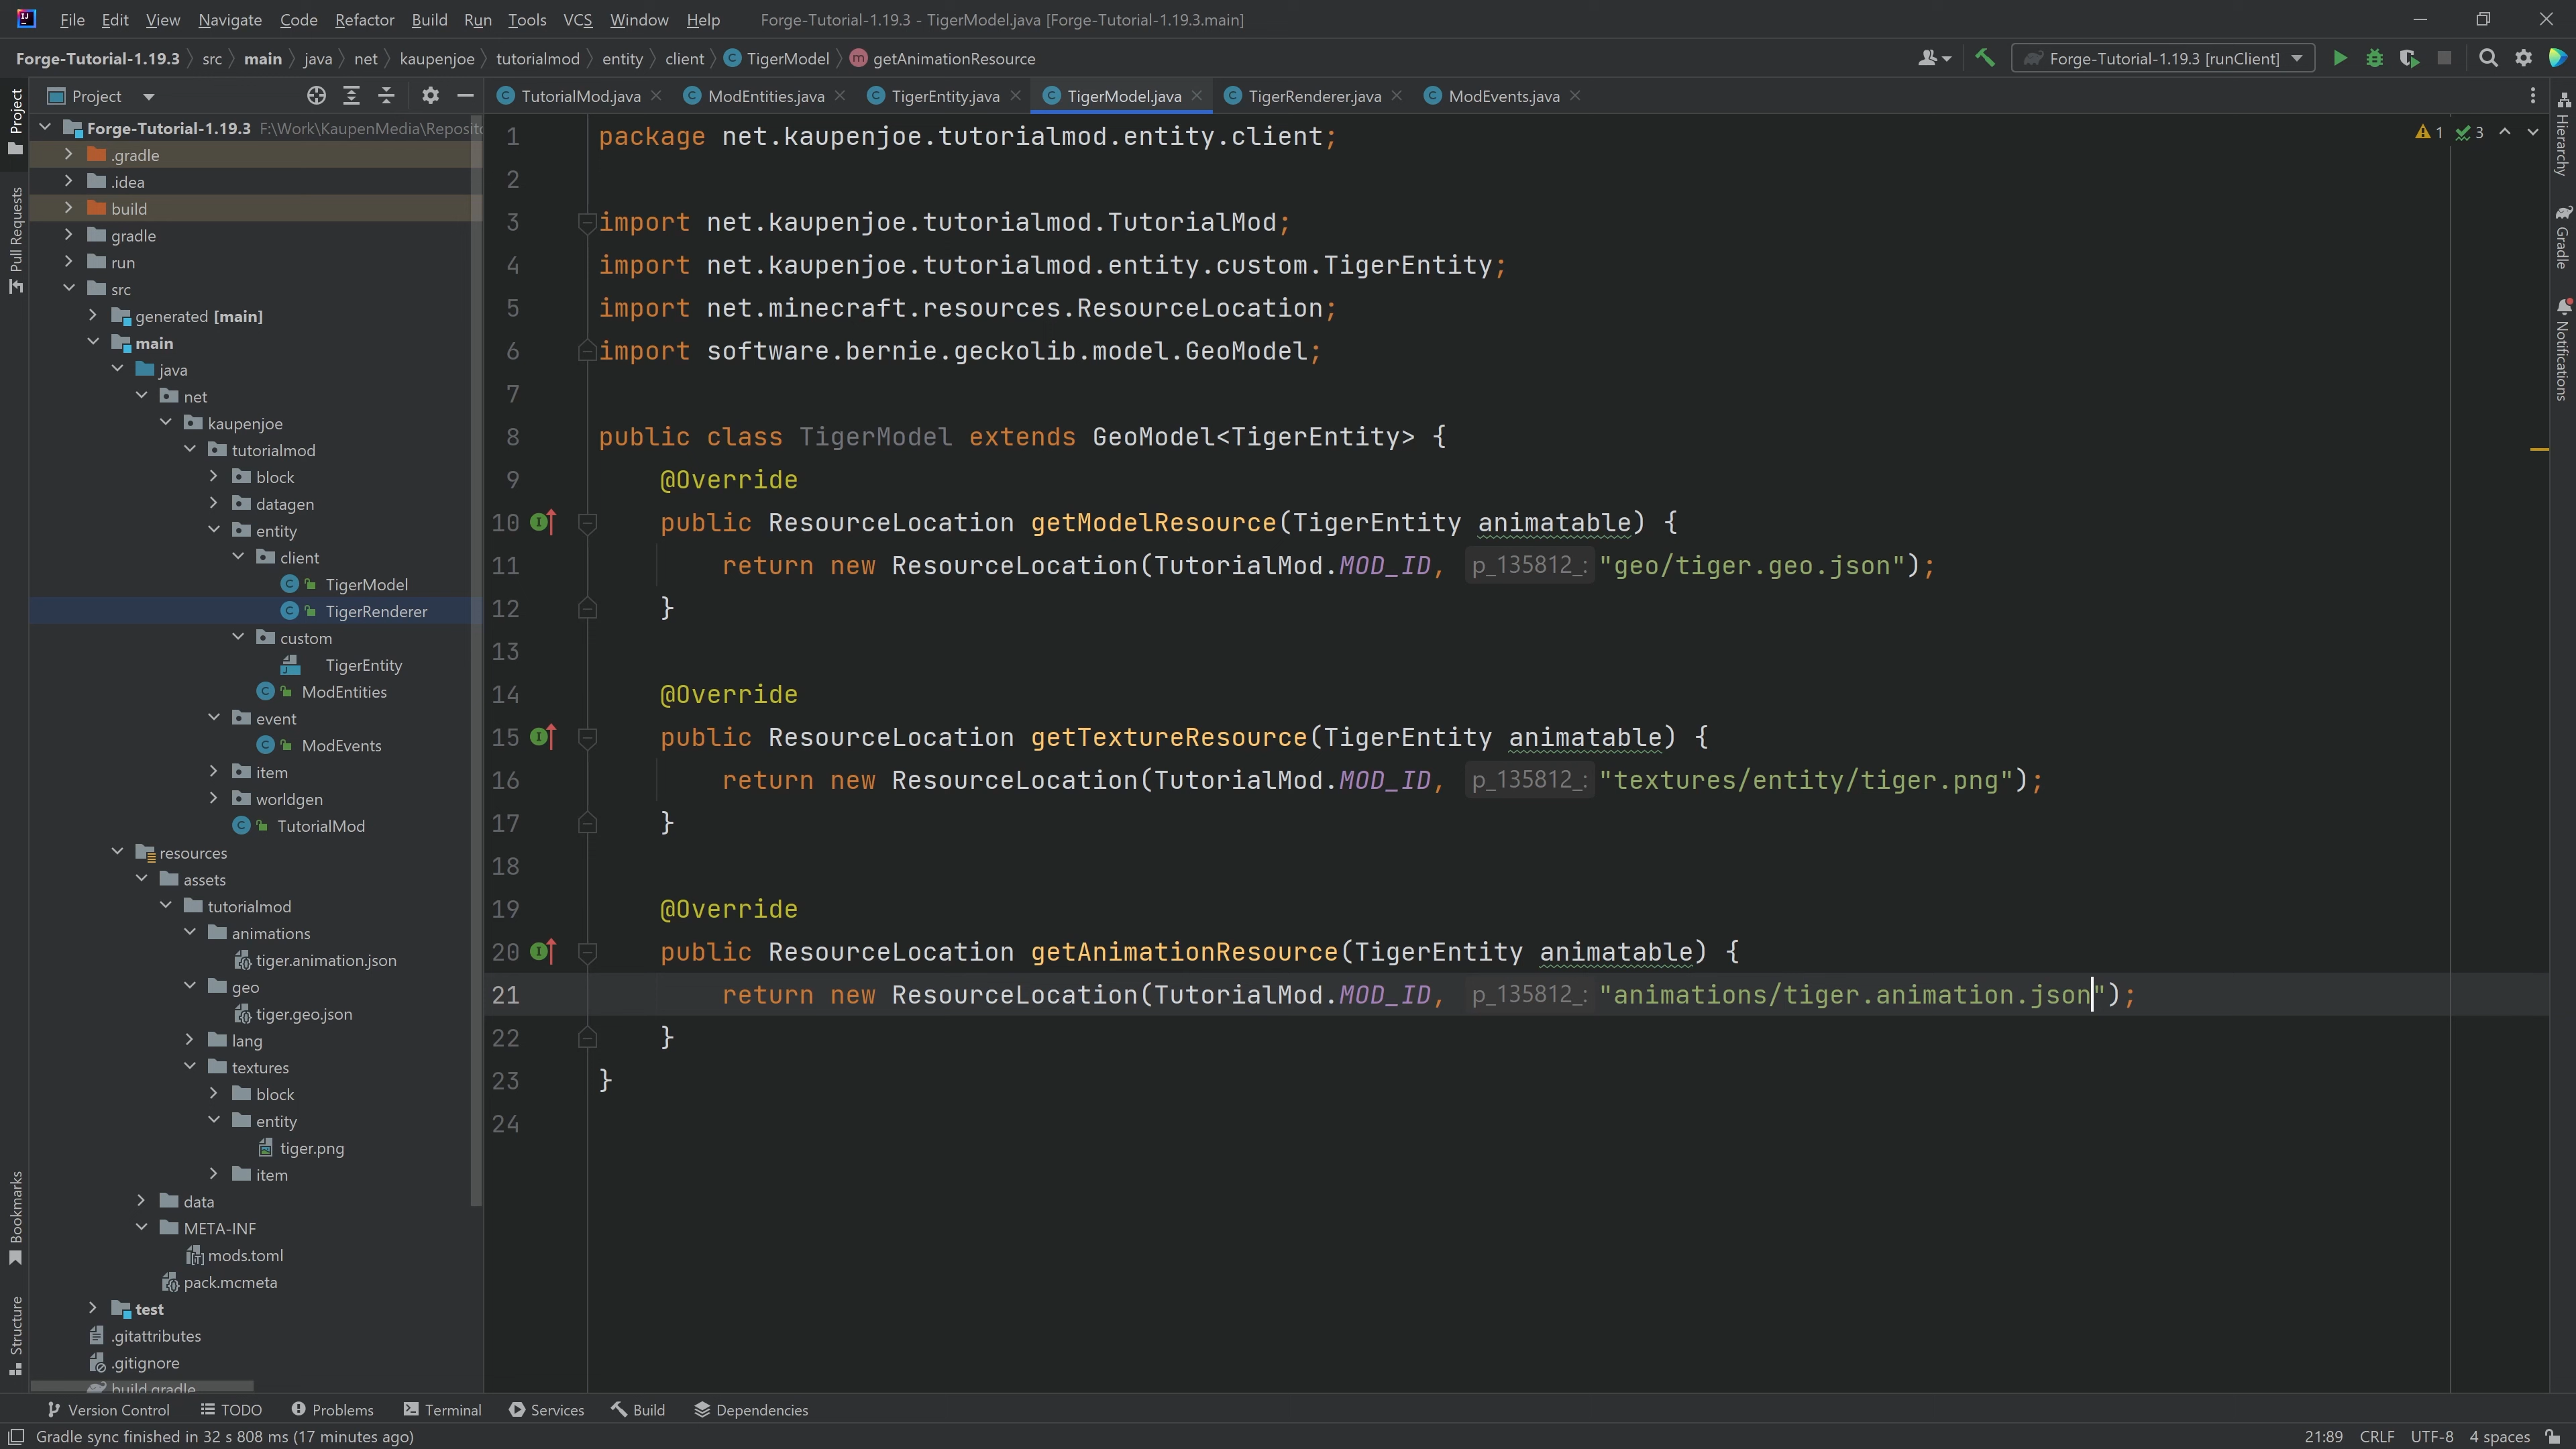 File Edit View Navigate Code Refactor Build Run Tools VCS Window Help Forge-Tutorial-1.19.3 - TigerModel.java [Forge-Tutorial-1.19.3.main]
Forge-Tutorial-1.19.3 src main java net kaupenjoe tutorialmod entity client TigerModel getAnimationResource Forge-Tutorial-1.19.3 [runClient]
Project TutorialMod.java ModEntities.java TigerEntity.java TigerModel.java TigerRenderer.java ModEvents.java
Project
Pull Requests
Bookmarks
Structure
Forge-Tutorial-1.19.3 F:\Work\KaupenMedia\Reposito
.gradle
.idea
build
gradle
run
src
generated [main]
main
java
net
kaupenjoe
tutorialmod
block
datagen
entity
client
TigerModel
TigerRenderer
custom
TigerEntity
ModEntities
event
ModEvents
item
worldgen
TutorialMod
resources
assets
tutorialmod
animations
tiger.animation.json
geo
tiger.geo.json
lang
textures
block
entity
tiger.png
item
data
META-INF
mods.toml
pack.mcmeta
test
.gitattributes
.gitignore
build.gradle
1 package net.kaupenjoe.tutorialmod.entity.client;
2
3 import net.kaupenjoe.tutorialmod.TutorialMod;
4 import net.kaupenjoe.tutorialmod.entity.custom.TigerEntity;
5 import net.minecraft.resources.ResourceLocation;
6 import software.bernie.geckolib.model.GeoModel;
7
8 public class TigerModel extends GeoModel<TigerEntity> {
9 @Override
10 public ResourceLocation getModelResource(TigerEntity animatable) {
11 return new ResourceLocation(TutorialMod.MOD_ID, p_135812_: "geo/tiger.geo.json");
12 }
13
14 @Override
15 public ResourceLocation getTextureResource(TigerEntity animatable) {
16 return new ResourceLocation(TutorialMod.MOD_ID, p_135812_: "textures/entity/tiger.png");
17 }
18
19 @Override
20 public ResourceLocation getAnimationResource(TigerEntity animatable) {
21 return new ResourceLocation(TutorialMod.MOD_ID, p_135812_: "animations/tiger.animation.json");
22 }
23 }
24
1 3
Hierarchy
Gradle
Notifications
Version Control TODO Problems Terminal Services Build Dependencies
Gradle sync finished in 32 s 808 ms (17 minutes ago) 21:89 CRLF UTF-8 4 spaces